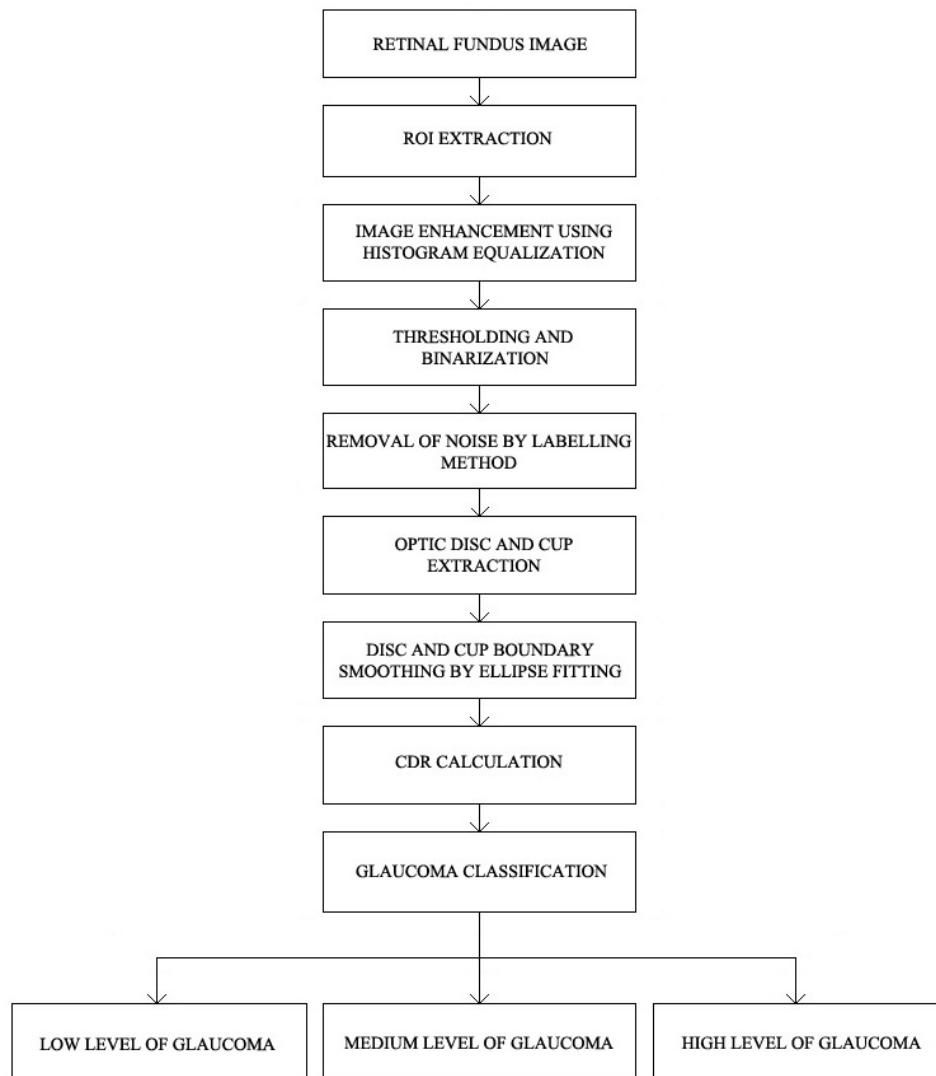 RETINAL FUNDUS IMAGE
ROI EXTRACTION
IMAGE ENHANCEMENT USING
HISTOGRAM EQUALIZATION
THRESHOLDING AND
BINARIZATION
REMOVAL OF NOISE BY LABELLING
METHOD
OPTIC DISC AND CUP
EXTRACTION
DISC AND CUP BOUNDARY
SMOOTHING BY ELLIPSE FITTING
CDR CALCULATION
GLAUCOMA CLASSIFICATION
LOW LEVEL OF GLAUCOMA
MEDIUM LEVEL OF GLAUCOMA
HIGH LEVEL OF GLAUCOMA